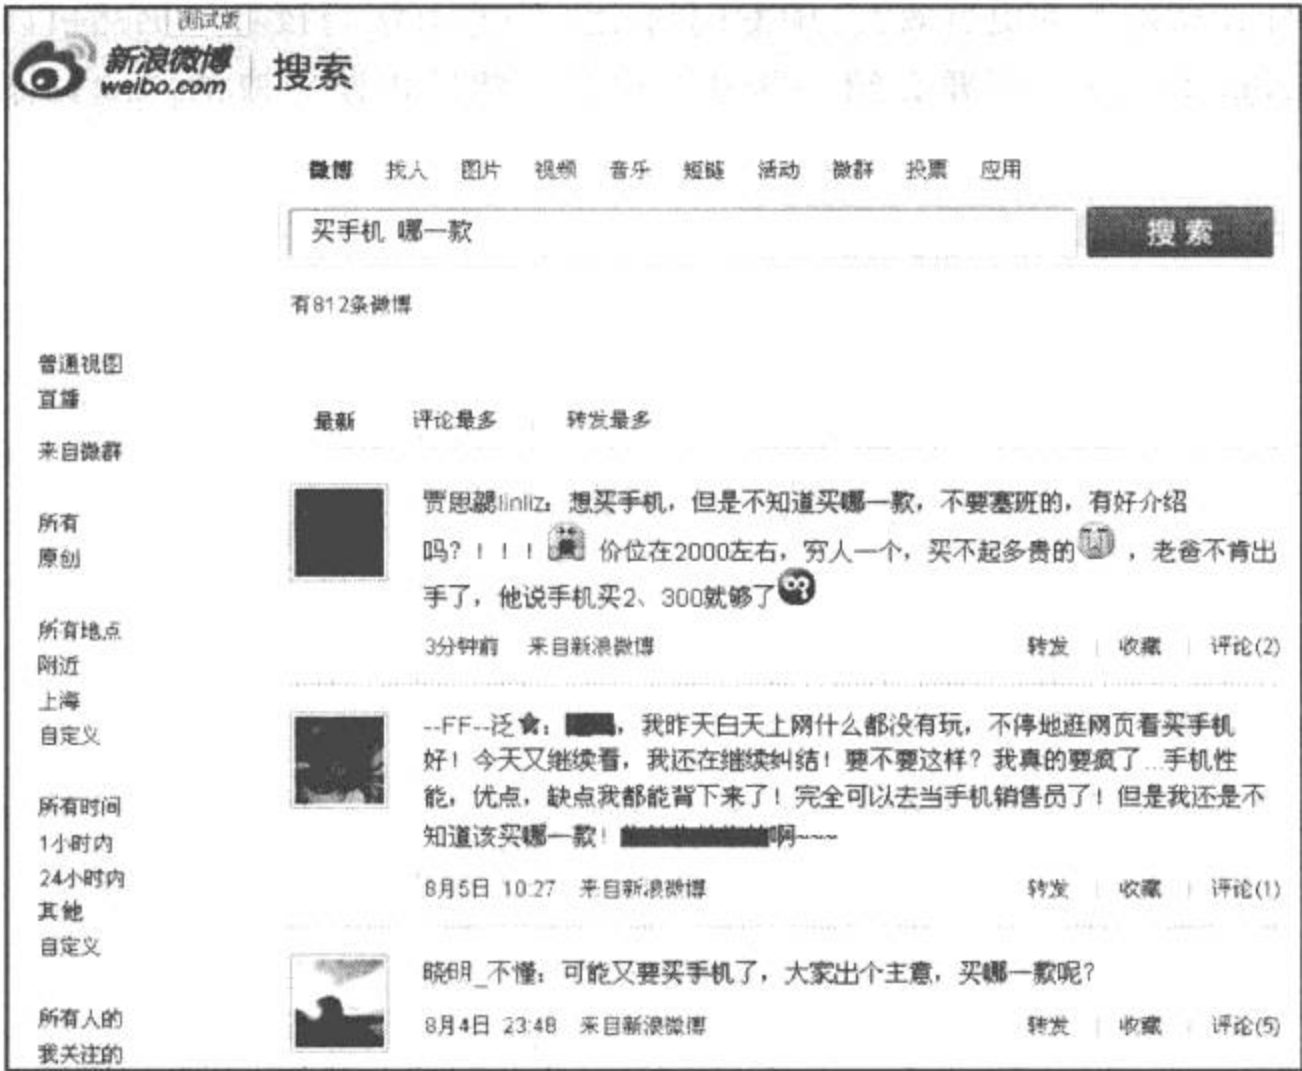 测试版
新浪微博
weibo.com
搜索
微博 找人 图片 视频 音乐 短链 活动 微群 投票 应用
买手机 哪一款
搜索
有812条微博
普通视图
直播
来自微群
所有
原创
所有地点
附近
上海
自定义
所有时间
1小时内
24小时内
其他
自定义
所有人的
我关注的
最新 评论最多 转发最多
贾思勰linliz：想买手机，但是不知道买哪一款，不要塞班的，有好介绍
吗？！！！ 价位在2000左右，穷人一个，买不起多贵的 ，老爸不肯出
手了，他说手机买2、300就够了
3分钟前 来自新浪微博 转发 | 收藏 | 评论(2)
--FF--泛★： ，我昨天白天上网什么都没有玩，不停地逛网页看买手机
好！今天又继续看，我还在继续纠结！要不要这样？我真的要疯了...手机性
能，优点，缺点我都能背下来了！完全可以去当手机销售员了！但是我还是不
知道该买哪一款！ 啊~~~
8月5日 10:27 来自新浪微博 转发 | 收藏 | 评论(1)
晓明_不懂：可能又要买手机了，大家出个主意，买哪一款呢？
8月4日 23:48 来自新浪微博 转发 | 收藏 | 评论(5)